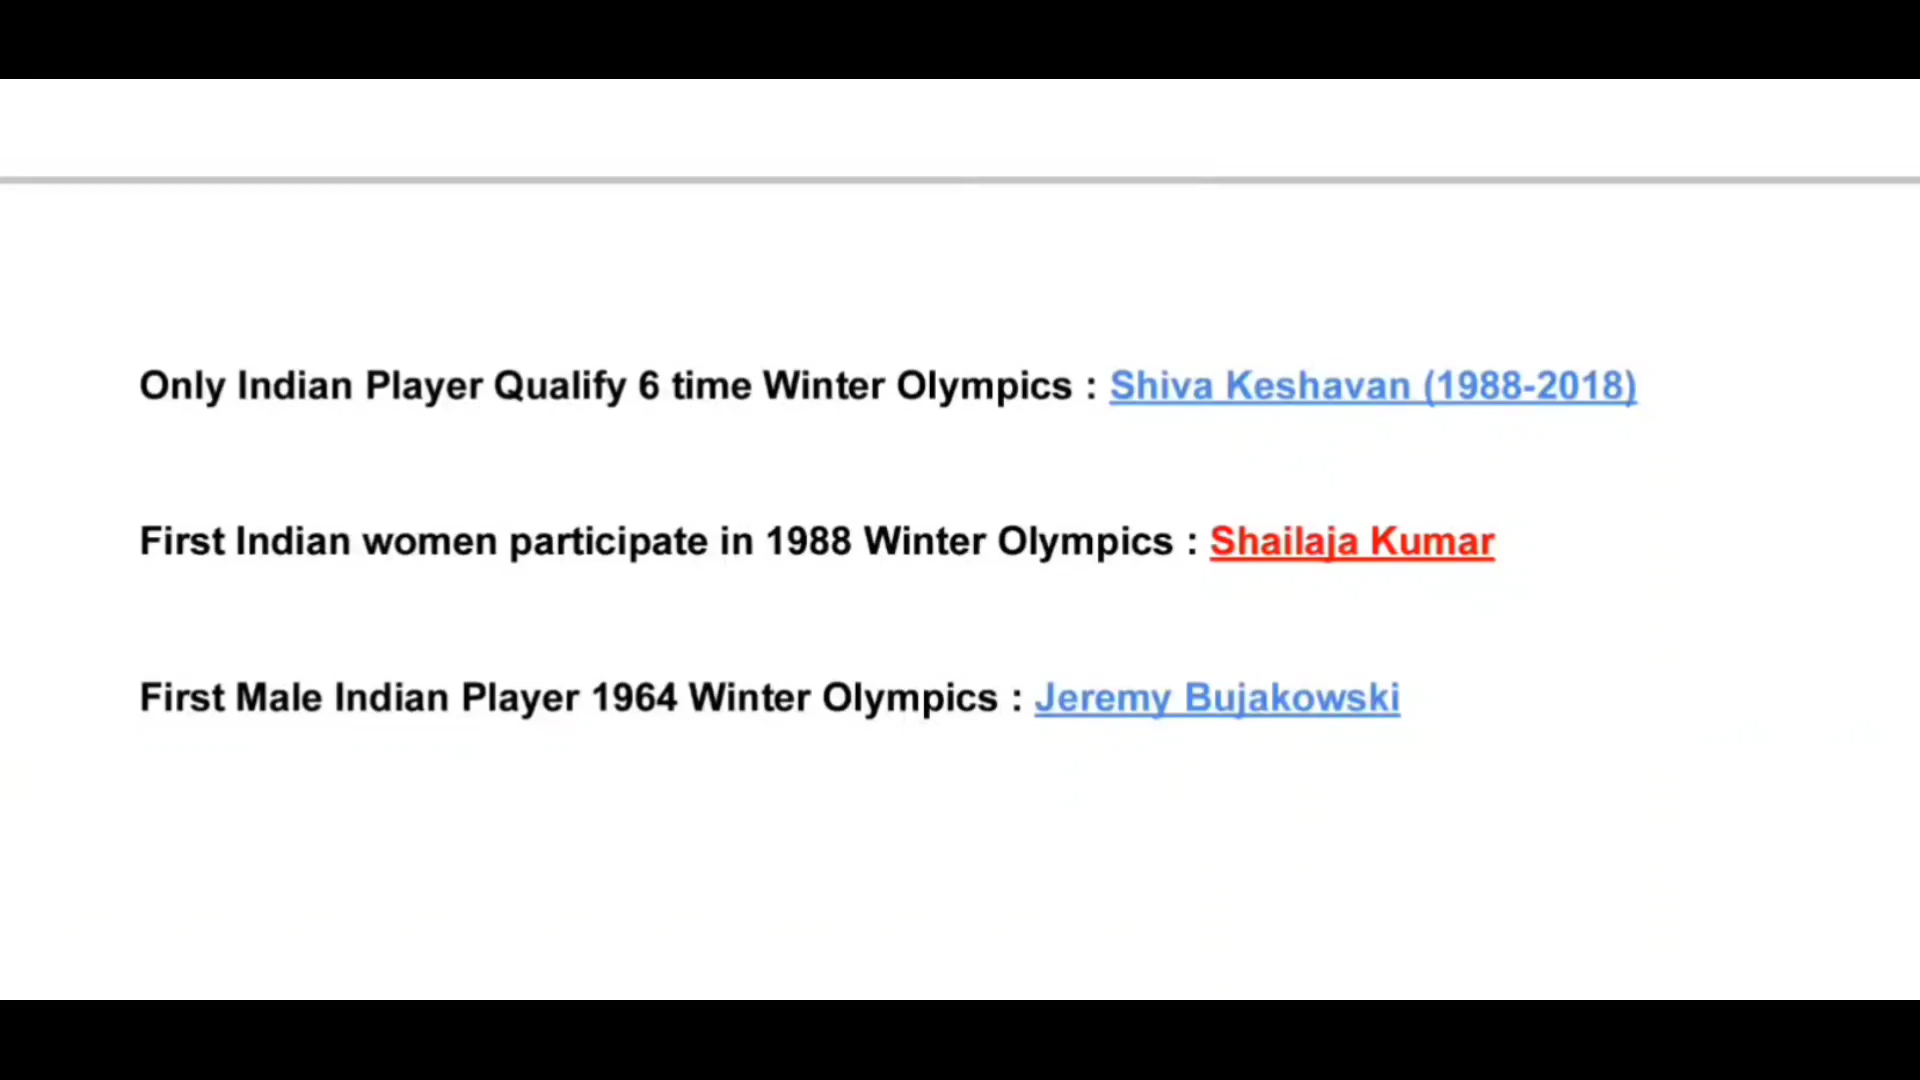 Only Indian Player Qualify 6 time Winter Olympics : Shiva Keshavan (1988-2018)
First Indian women participate in 1988 Winter Olympics : Shailaja Kumar
First Male Indian Player 1964 Winter Olympics : Jeremy Bujakowski